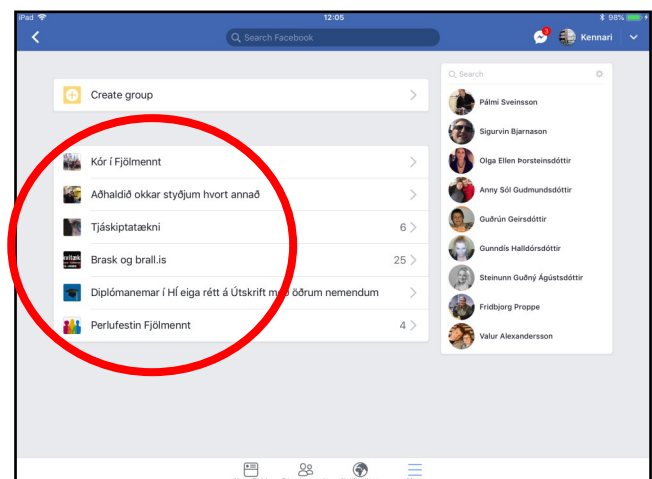 iPad 12:05 98%
Search Facebook 3 Kennari
Create group
Kór í Fjölmennt
Aðhaldið okkar styðjum hvort annað
Tjáskiptatækni 6
Brask og brall.is 25
Diplómanemar í HÍ eiga rétt á Útskrift með öðrum nemendum
Perlufestin Fjölmennt 4
Search
Pálmi Sveinsson
Sigurvin Bjarnason
Olga Ellen Þorsteinsdóttir
Anny Sól Gudmundsdóttir
Guðrún Geirsdóttir
Gunndís Halldórsdóttir
Steinunn Guðný Ágústsdóttir
Fridbjorg Proppe
Valur Alexandersson